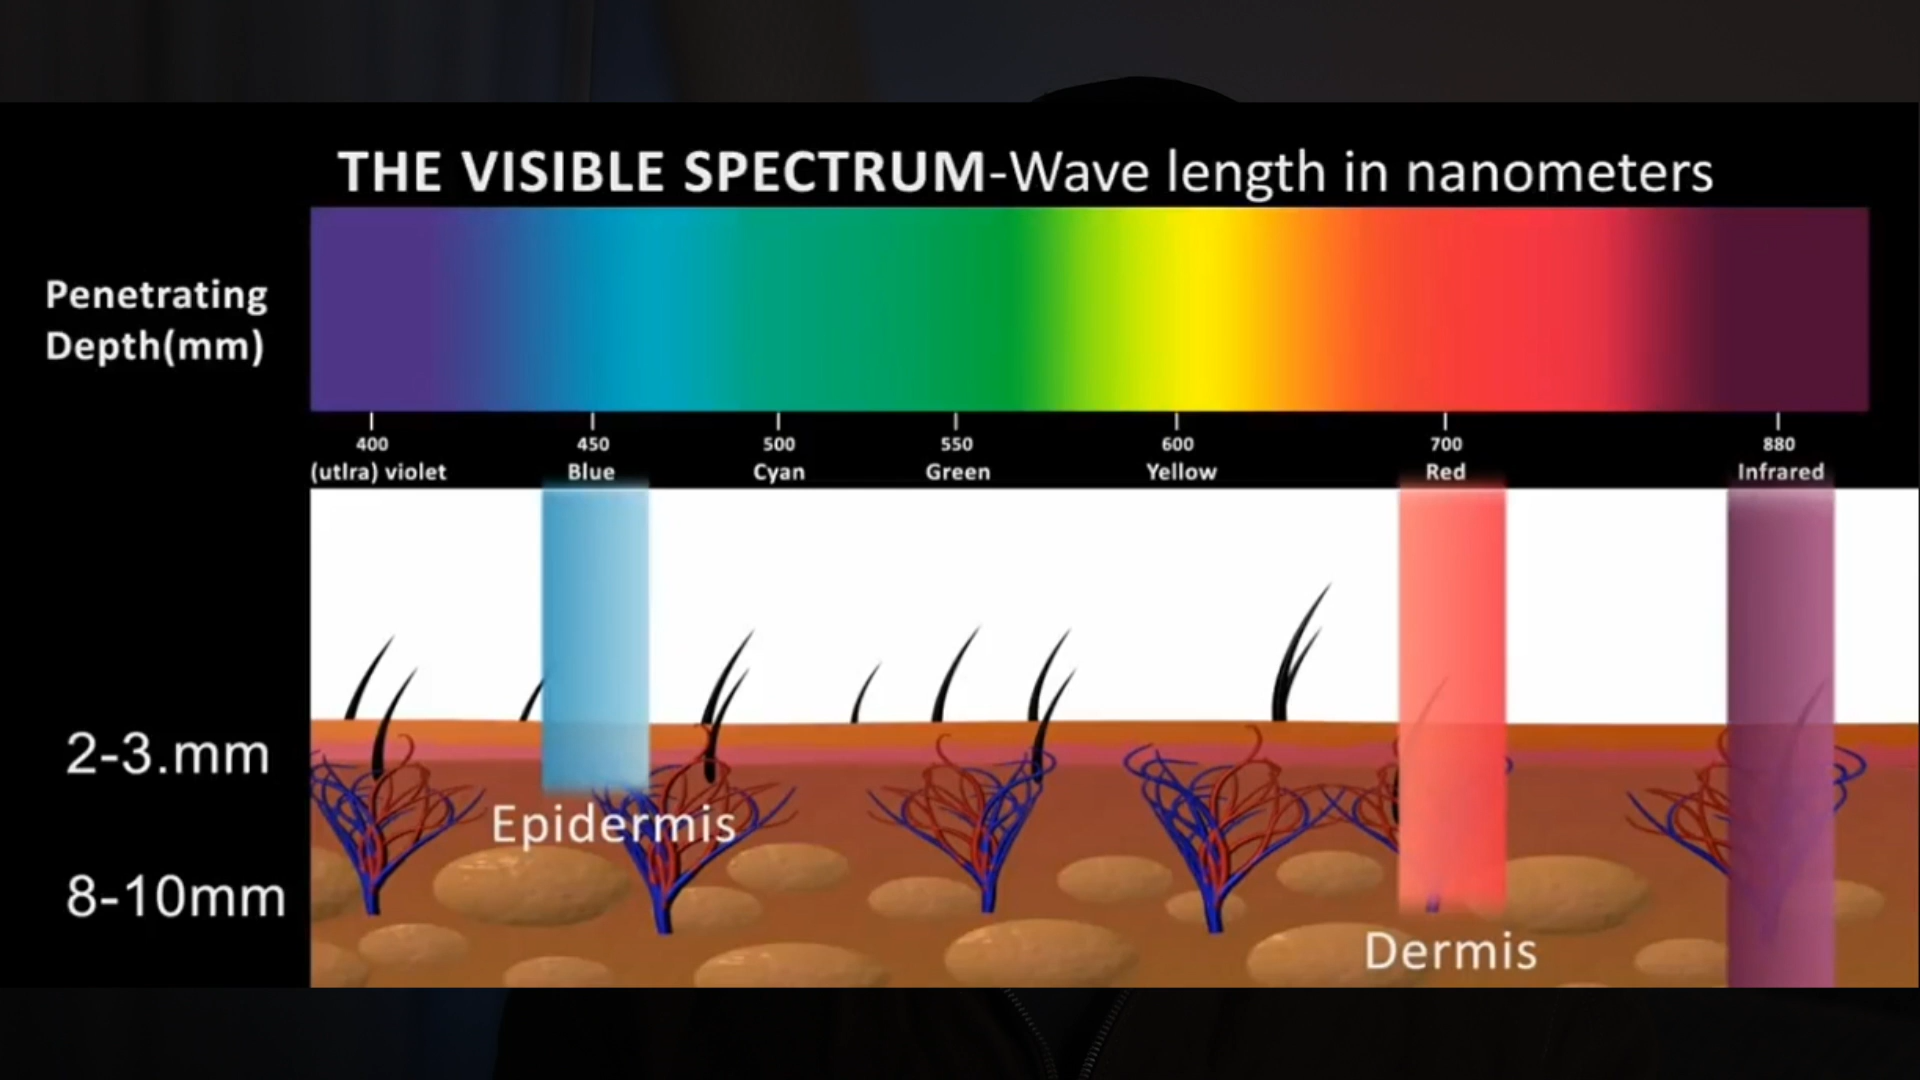 THE VISIBLE SPECTRUM-Wave length in nanometers
Penetrating
Depth(mm)
400 450 500 550 600 700 880
(utlra) violet Blue Cyan Green Yellow Red Infrared
2-3.mm
Epidermis
8-10mm
Dermis